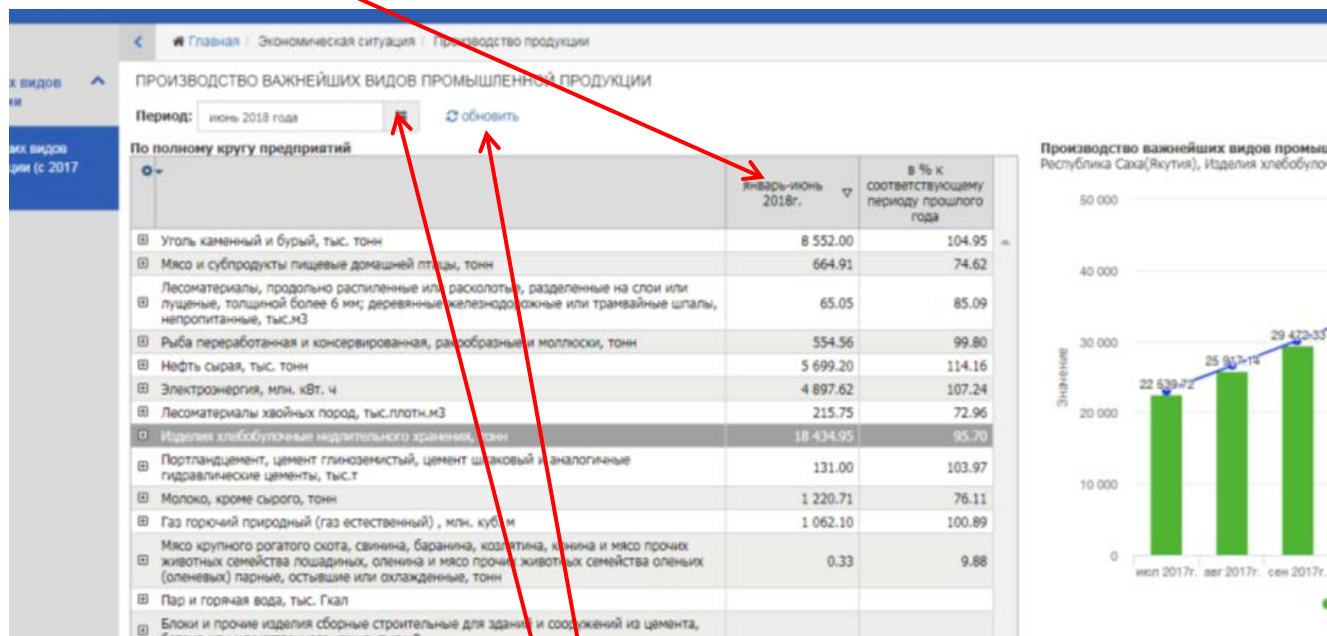 Главная / Экономическая ситуация / Производство продукции
х видов
ии
ПРОИЗВОДСТВО ВАЖНЕЙШИХ ВИДОВ ПРОМЫШЛЕННОЙ ПРОДУКЦИИ
Период: июнь 2018 года обновить
их видов
ции (с 2017
По полному кругу предприятий
январь-июнь
2018г.
в % к
соответствующему
периоду прошлого
года
Уголь каменный и бурый, тыс. тонн 8 552.00 104.95
Мясо и субпродукты пищевые домашней птицы, тонн 664.91 74.62
Лесоматериалы, продольно распиленные или расколотые, разделенные на слои или
лущеные, толщиной более 6 мм; деревянные железнодорожные или трамвайные шпалы,
непропитанные, тыс.м3 65.05 85.09
Рыба переработанная и консервированная, ракообразные и моллюски, тонн 554.56 99.80
Нефть сырая, тыс. тонн 5 699.20 114.16
Электроэнергия, млн. кВт. ч 4 897.62 107.24
Лесоматериалы хвойных пород, тыс.плотн.м3 215.75 72.96
Изделия хлебобулочные недлительного хранения, тонн 18 434.95 95.70
Портландцемент, цемент глиноземистый, цемент шлаковый и аналогичные
гидравлические цементы, тыс.т 131.00 103.97
Молоко, кроме сырого, тонн 1 220.71 76.11
Газ горючий природный (газ естественный) , млн. куб. м 1 062.10 100.89
Мясо крупного рогатого скота, свинина, баранина, козлятина, конина и мясо прочих
животных семейства лошадиных, оленина и мясо прочих животных семейства оленьих
(оленевых) парные, остывшие или охлажденные, тонн 0.33 9.88
Пар и горячая вода, тыс. Гкал
Блоки и прочие изделия сборные строительные для зданий и сооружений из цемента,
Производство важнейших видов промыш
Республика Саха(Якутия), Изделия хлебобулоч
50 000
40 000
30 000
20 000
10 000
0
Значение
22 539.72
25 917.14
29 472.33
июл 2017г. авг 2017г. сен 2017г.